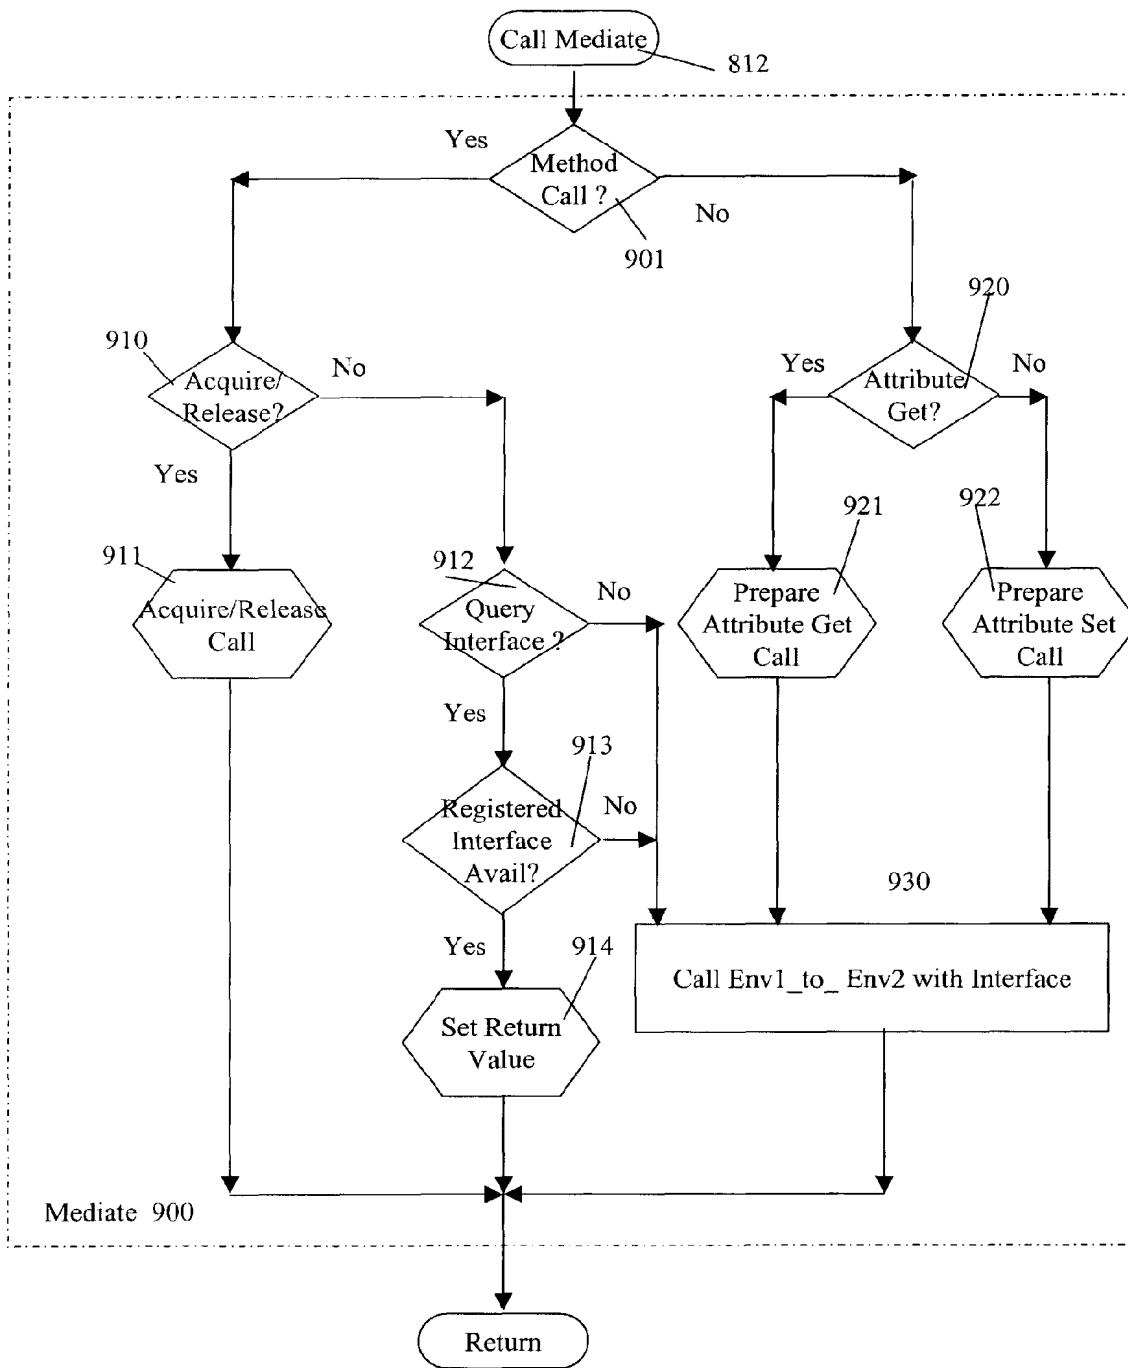 Call Mediate
812
Yes
Method
Call ?
No
901
920
910
No
Yes
No
Acquire/
Release?
Attribute
Get?
Yes
921
922
911
912
No
Acquire/Release
Call
Query
Interface ?
Prepare
Attribute Get
Call
Prepare
Attribute Set
Call
Yes
913
Registered
Interface
Avail?
No
930
Yes
914
Call Env1_to_ Env2 with Interface
Set Return
Value
Mediate 900
Return